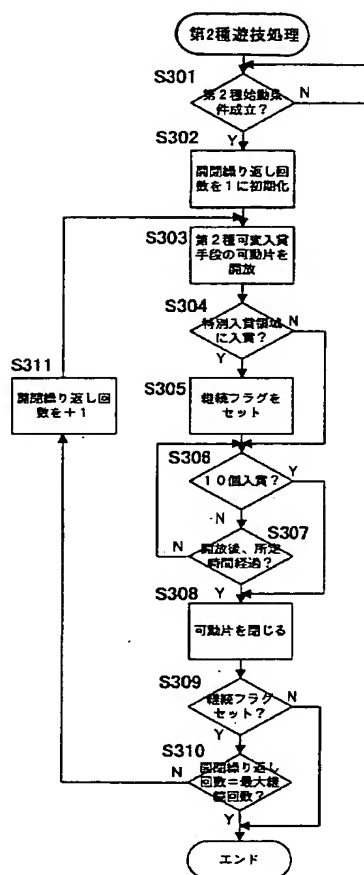 第2種遊技処理
S301
第2種始動条
件成立?
N
Y
S302
開閉繰り返し回
数を1に初期化
S303
第2種可変入賞
手段の可動片を
開放
S304
特別入賞領域
に入賞?
N
Y
S311
開閉繰り返し回
数を+1
S305
継続フラグを
セット
S306
10個入賞?
Y
N
S307
開放後、所定
時間経過?
N
Y
S308
可動片を閉じる
S309
継続フラグ
セット?
N
Y
S310
開閉繰り返し
回数=最大継
続回数?
N
Y
エンド